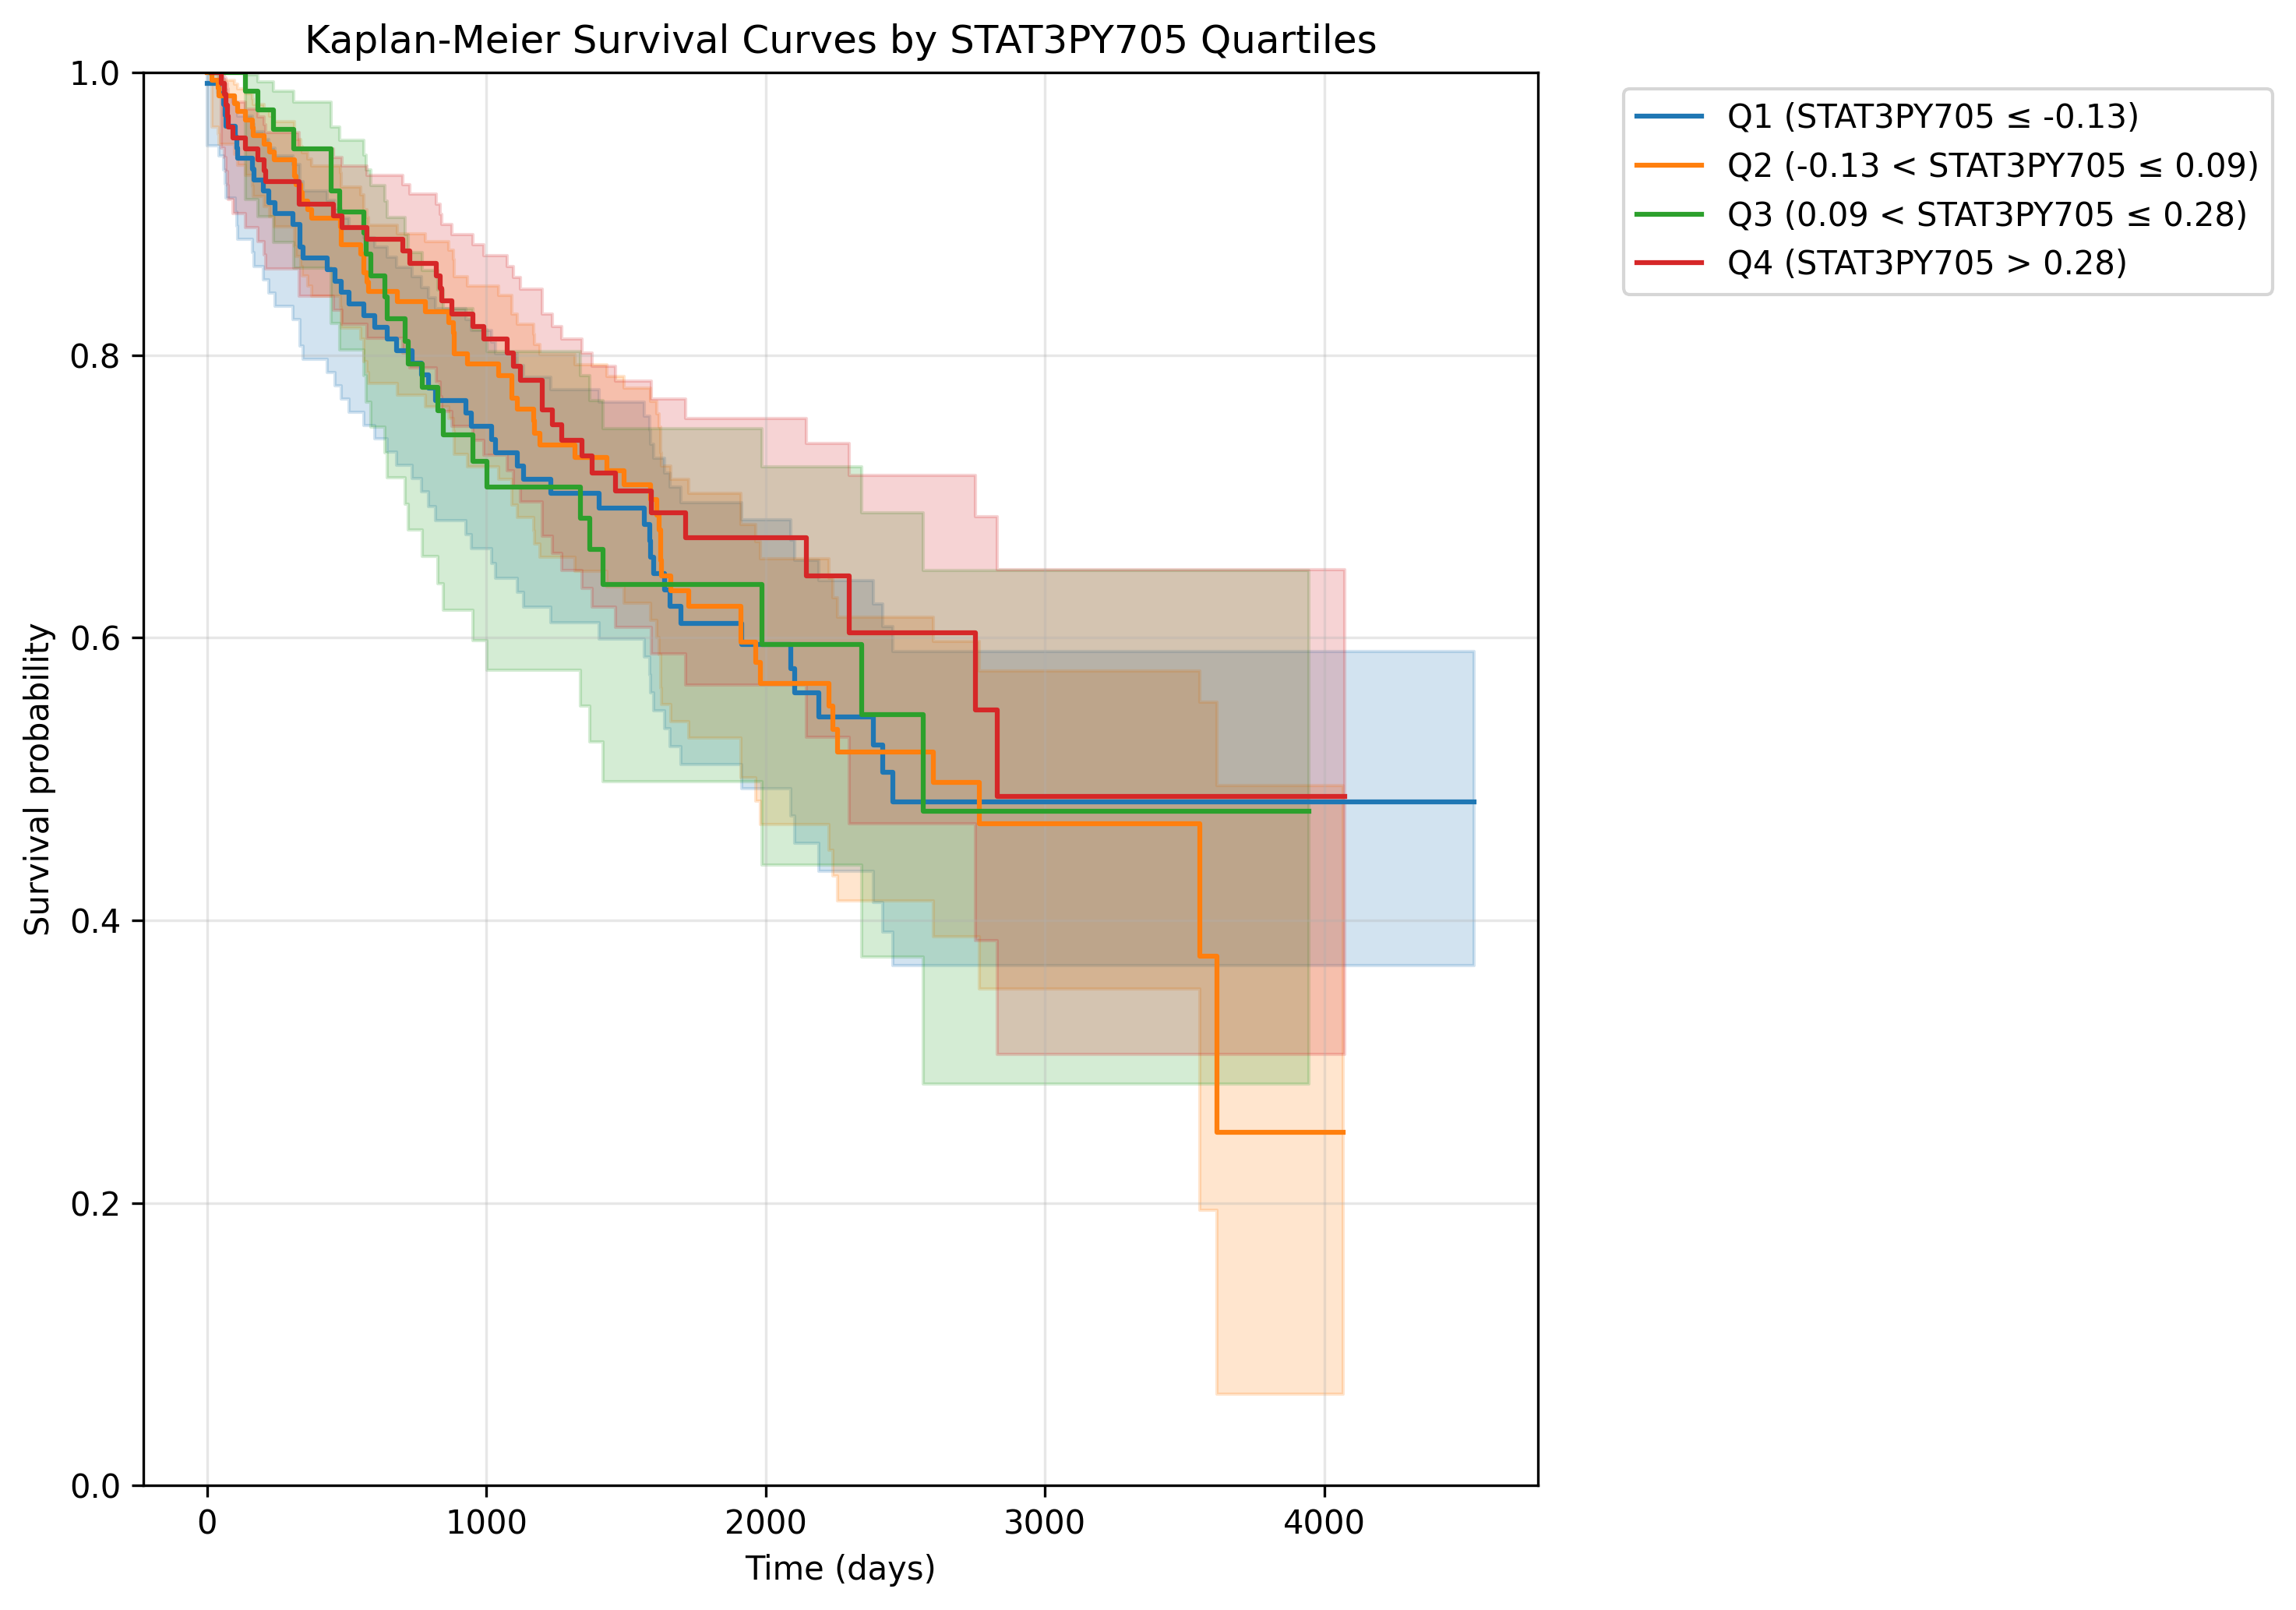 Kaplan-Meier Survival Curves by STAT3PY705 Quartiles
1.0
0.8
0.6
0.4
0.2
0.0
Survival probability
0 1000 2000 3000 4000
Time (days)
Q1 (STAT3PY705 ≤ -0.13)
Q2 (-0.13 < STAT3PY705 ≤ 0.09)
Q3 (0.09 < STAT3PY705 ≤ 0.28)
Q4 (STAT3PY705 > 0.28)